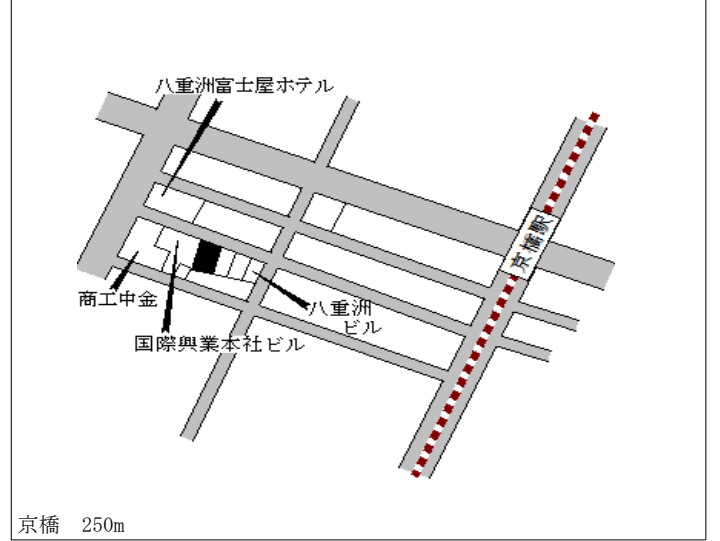 八重洲富士屋ホテル
京橋駅
商工中金
八重洲
ビル
国際興業本社ビル
京橋　250m